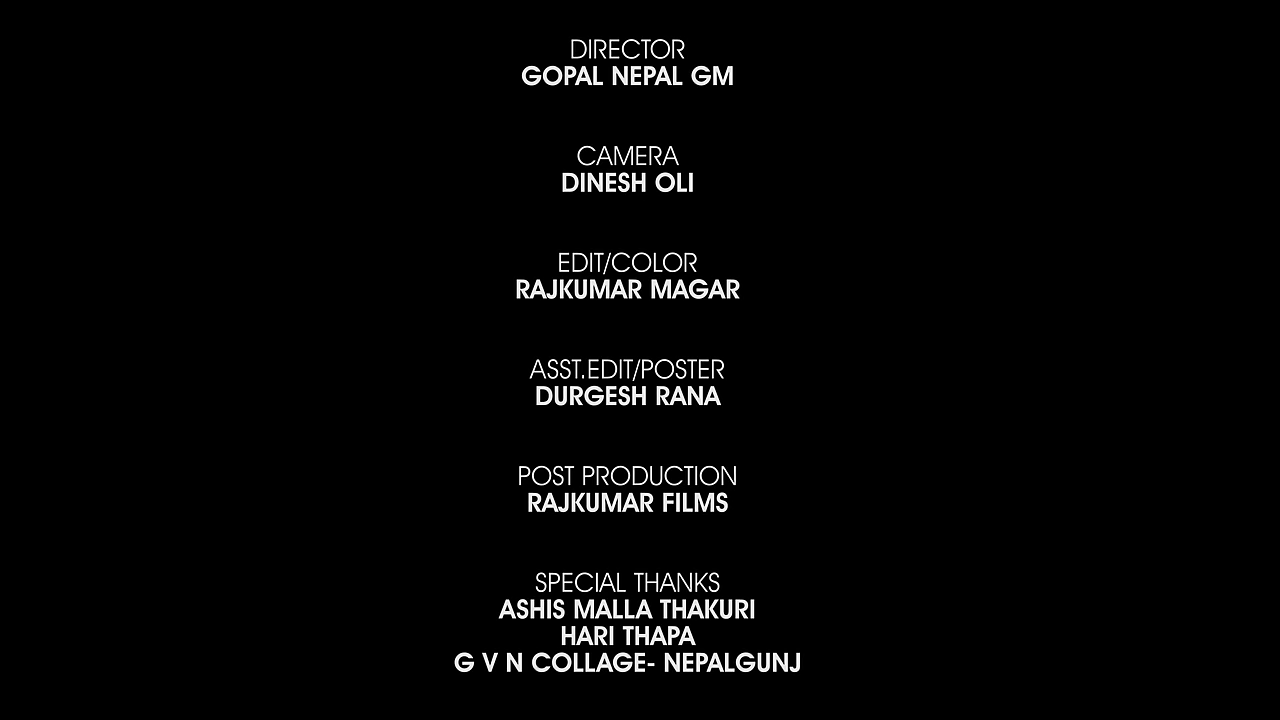 DIRECTOR
GOPAL NEPAL GM
CAMERA
DINESH OLI
EDIT/COLOR
RAJKUMAR MAGAR
ASST.EDIT/POSTER
DURGESH RANA
POST PRODUCTION
RAJKUMAR FILMS
SPECIAL THANKS
ASHIS MALLA THAKURI
HARI THAPA
G V N COLLAGE- NEPALGUNJ